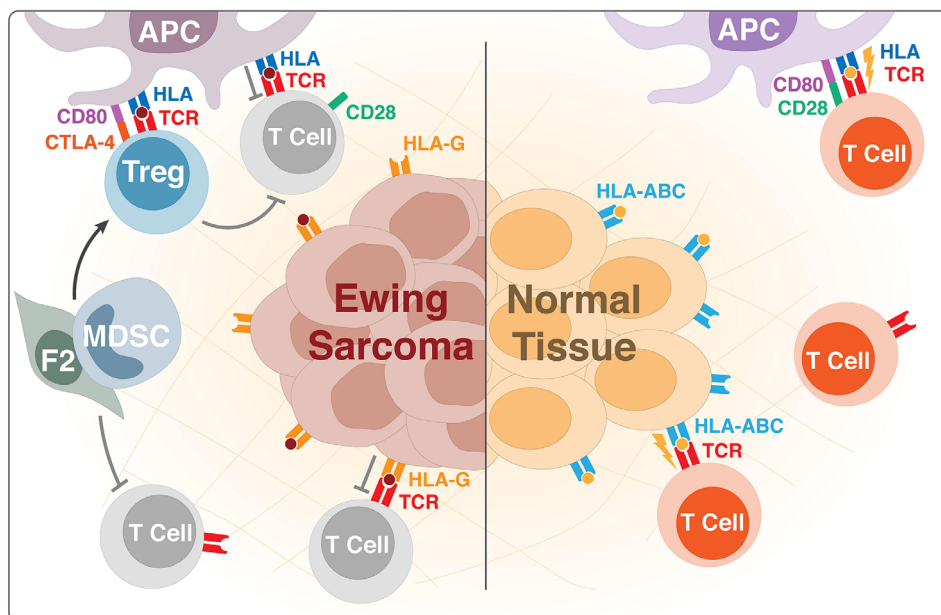 APC
HLA
TCR
CD80
CTLA-4
Treg
HLA
TCR
T Cell
CD28
HLA-G
MDSC
F2
Ewing
Sarcoma
HLA-G
TCR
T Cell
T Cell
APC
HLA
TCR
CD80
CD28
T Cell
HLA-ABC
Normal
Tissue
T Cell
HLA-ABC
TCR
T Cell